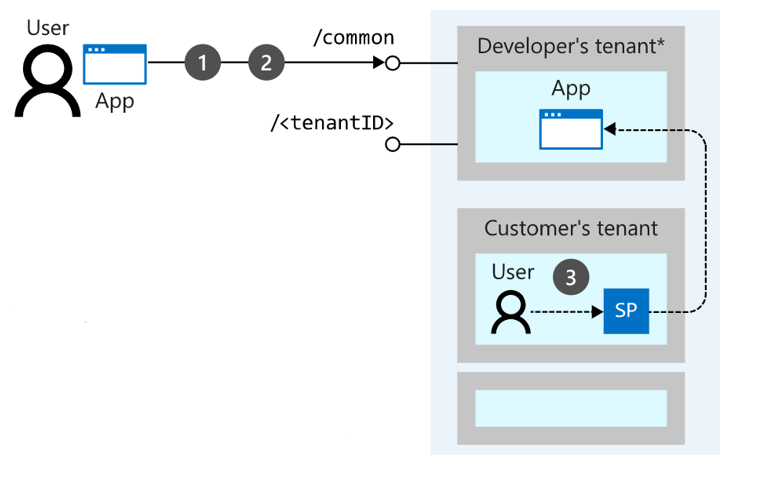 User
App
1
2
/common
/<tenantID>
Developer's tenant*
App
Customer's tenant
User
3
SP